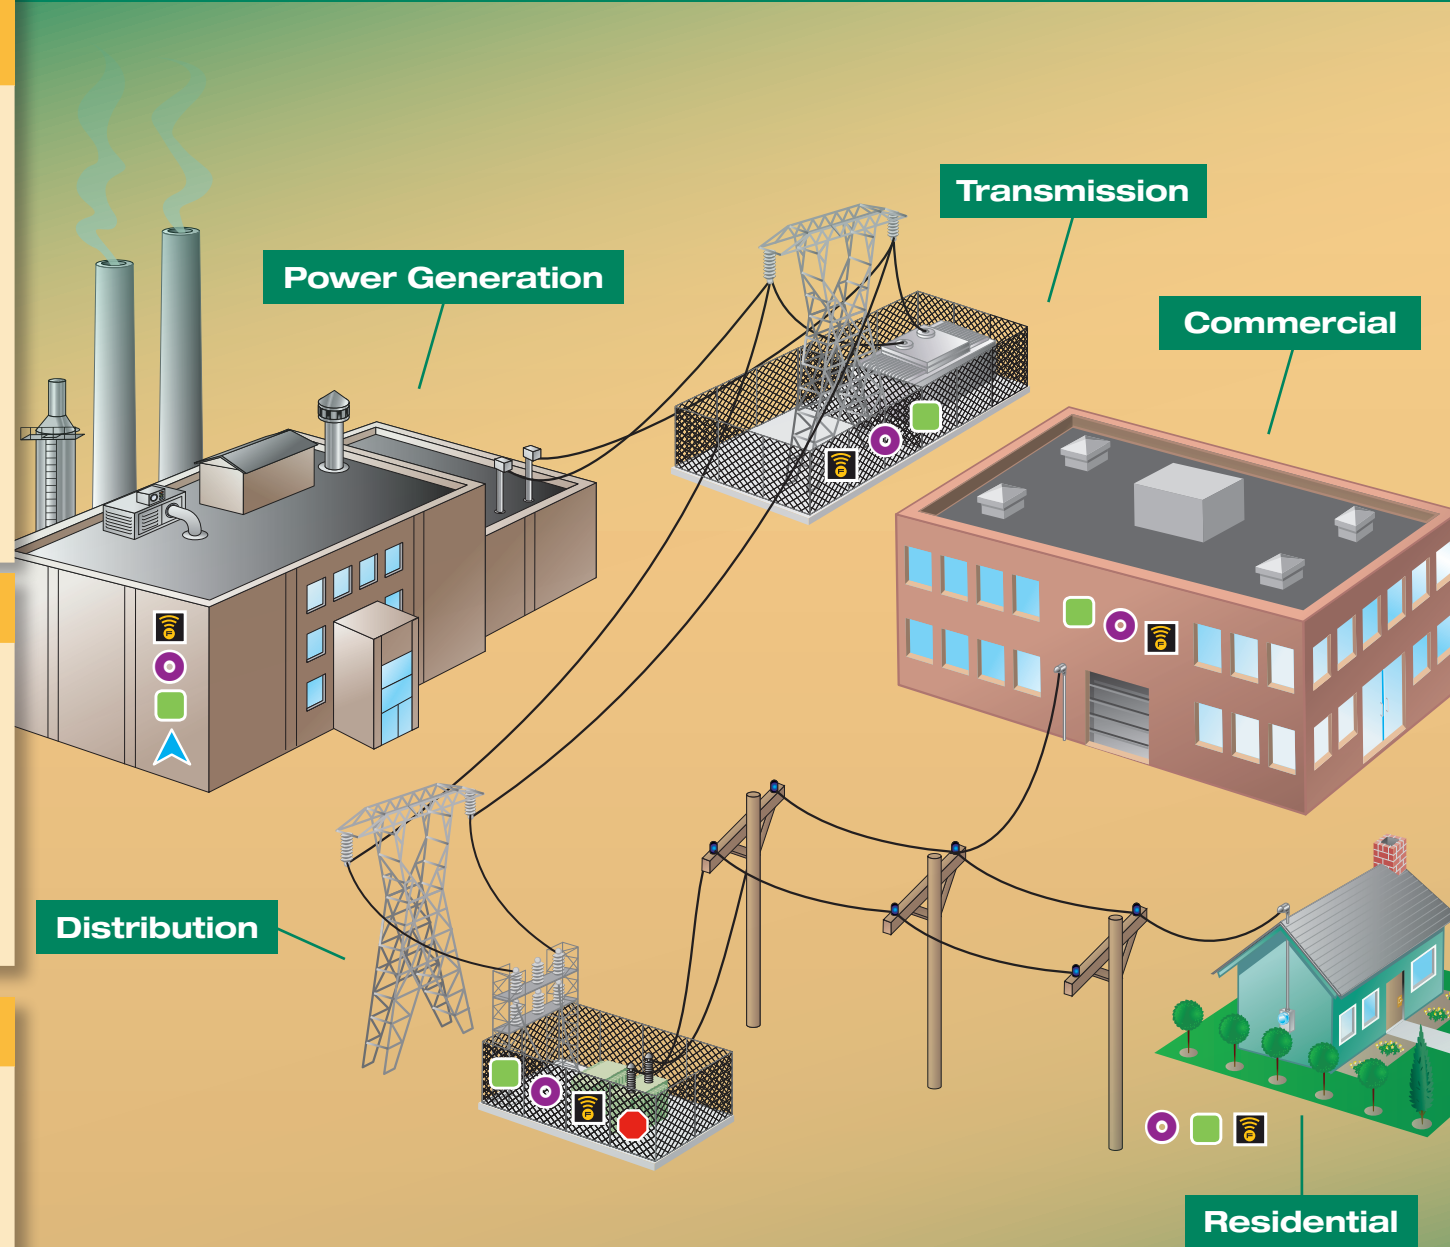 Transmission
Power Generation
Commercial
Distribution
Residential